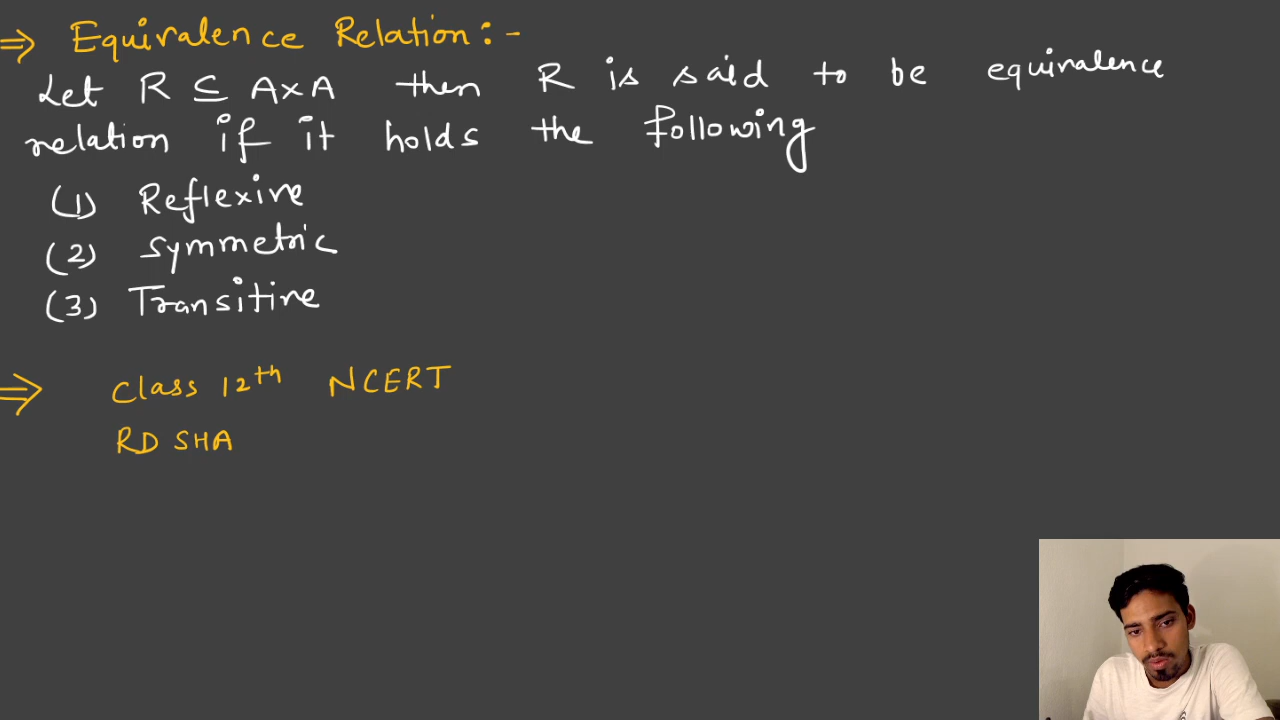 ⇒ Equivalence Relation:-
Let R ⊆ A×A then R is said to be equivalence
relation if it holds the following
(1) Reflexive
(2) Symmetric
(3) Transitive
⇒ Class 12th NCERT
RD SHA